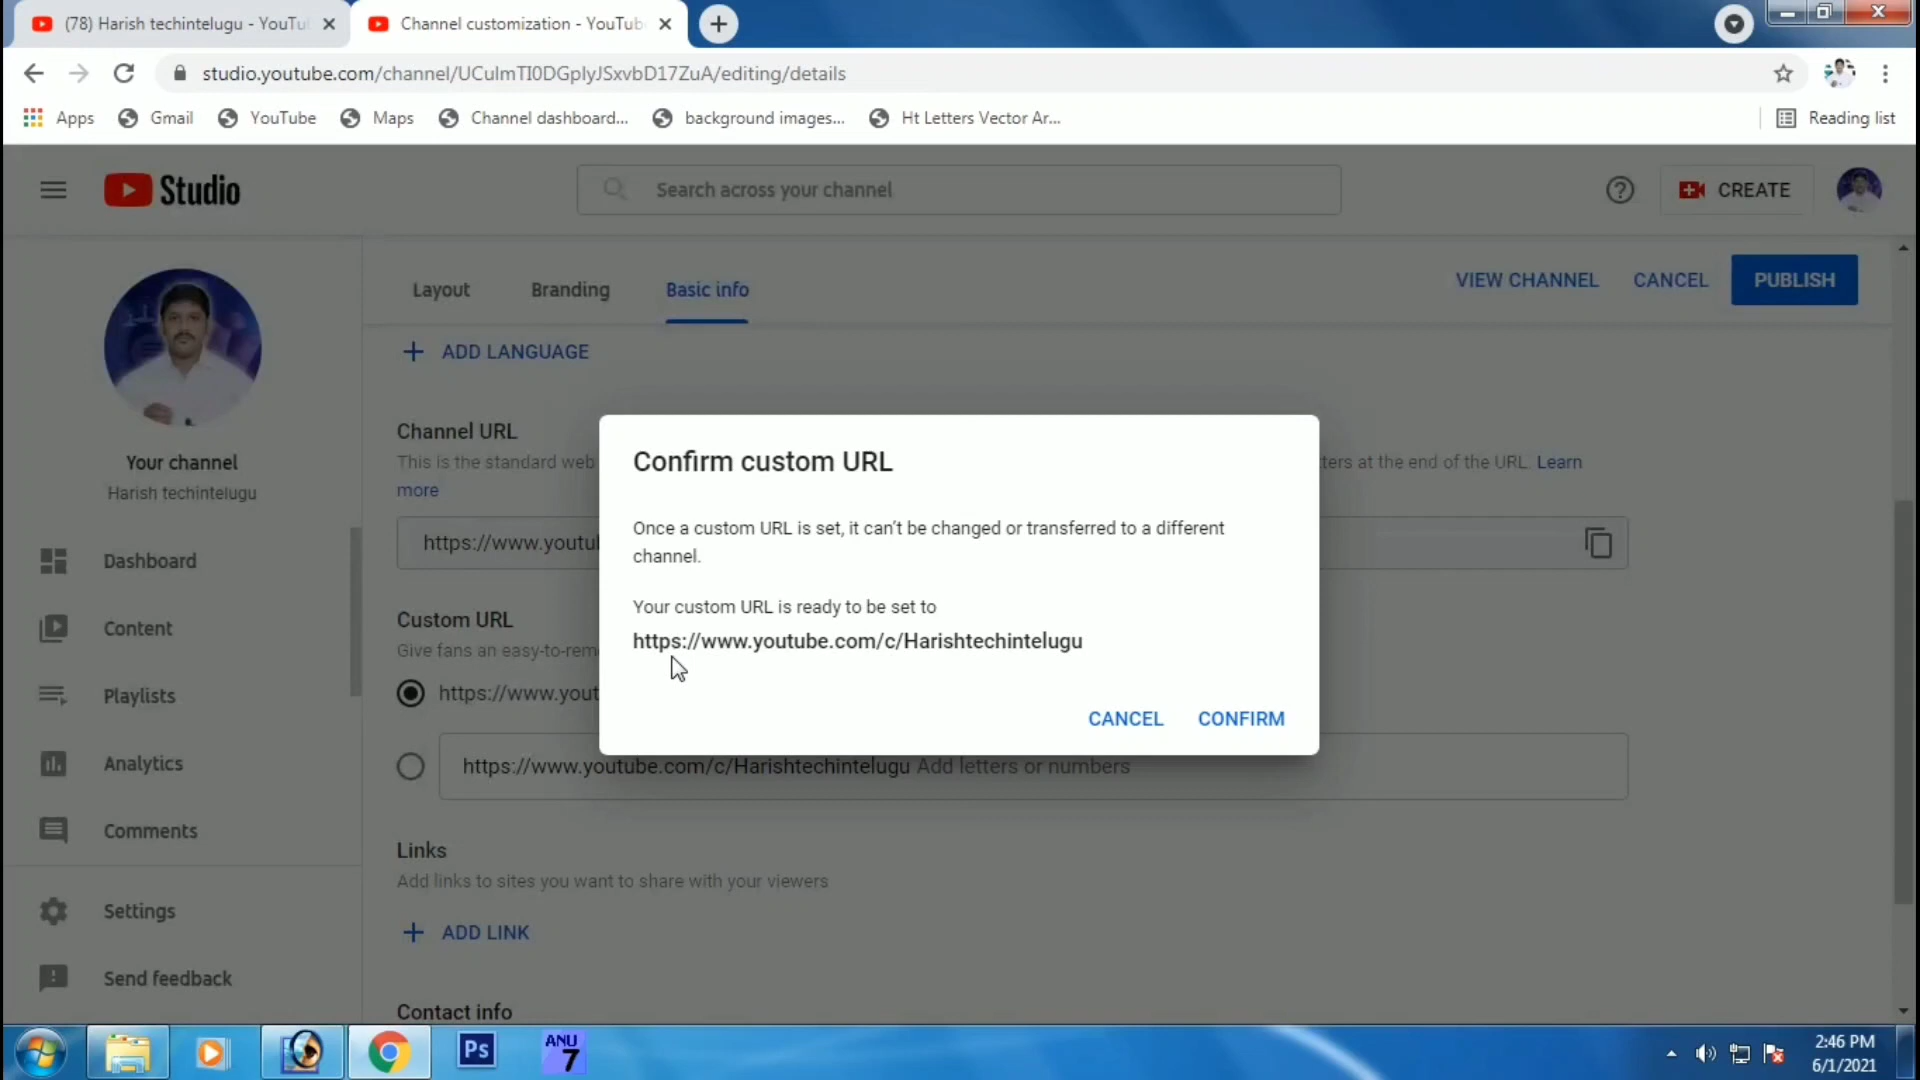 (78) Harish techintelugu - YouTu
Channel customization - YouTub
studio.youtube.com/channel/UCulmTI0DGplyJSxvbD17ZuA/editing/details
Apps Gmail YouTube Maps Channel dashboard... background images... Ht Letters Vector Ar... Reading list
Studio
Search across your channel
CREATE
Layout Branding Basic info
VIEW CHANNEL CANCEL PUBLISH
ADD LANGUAGE
Your channel
Harish techintelugu
Dashboard
Content
Playlists
Analytics
Comments
Settings
Send feedback
Channel URL
This is the standard web
ters at the end of the URL. Learn
more
https://www.youtu
Custom URL
Give fans an easy-to-rem
https://www.yout
https://www.youtube.com/c/Harishtechintelugu Add letters or numbers
Links
Add links to sites you want to share with your viewers
ADD LINK
Contact info
Confirm custom URL
Once a custom URL is set, it can't be changed or transferred to a different
channel.
Your custom URL is ready to be set to
https://www.youtube.com/c/Harishtechintelugu
CANCEL CONFIRM
Ps
ANU
7
2:46 PM
6/1/2021